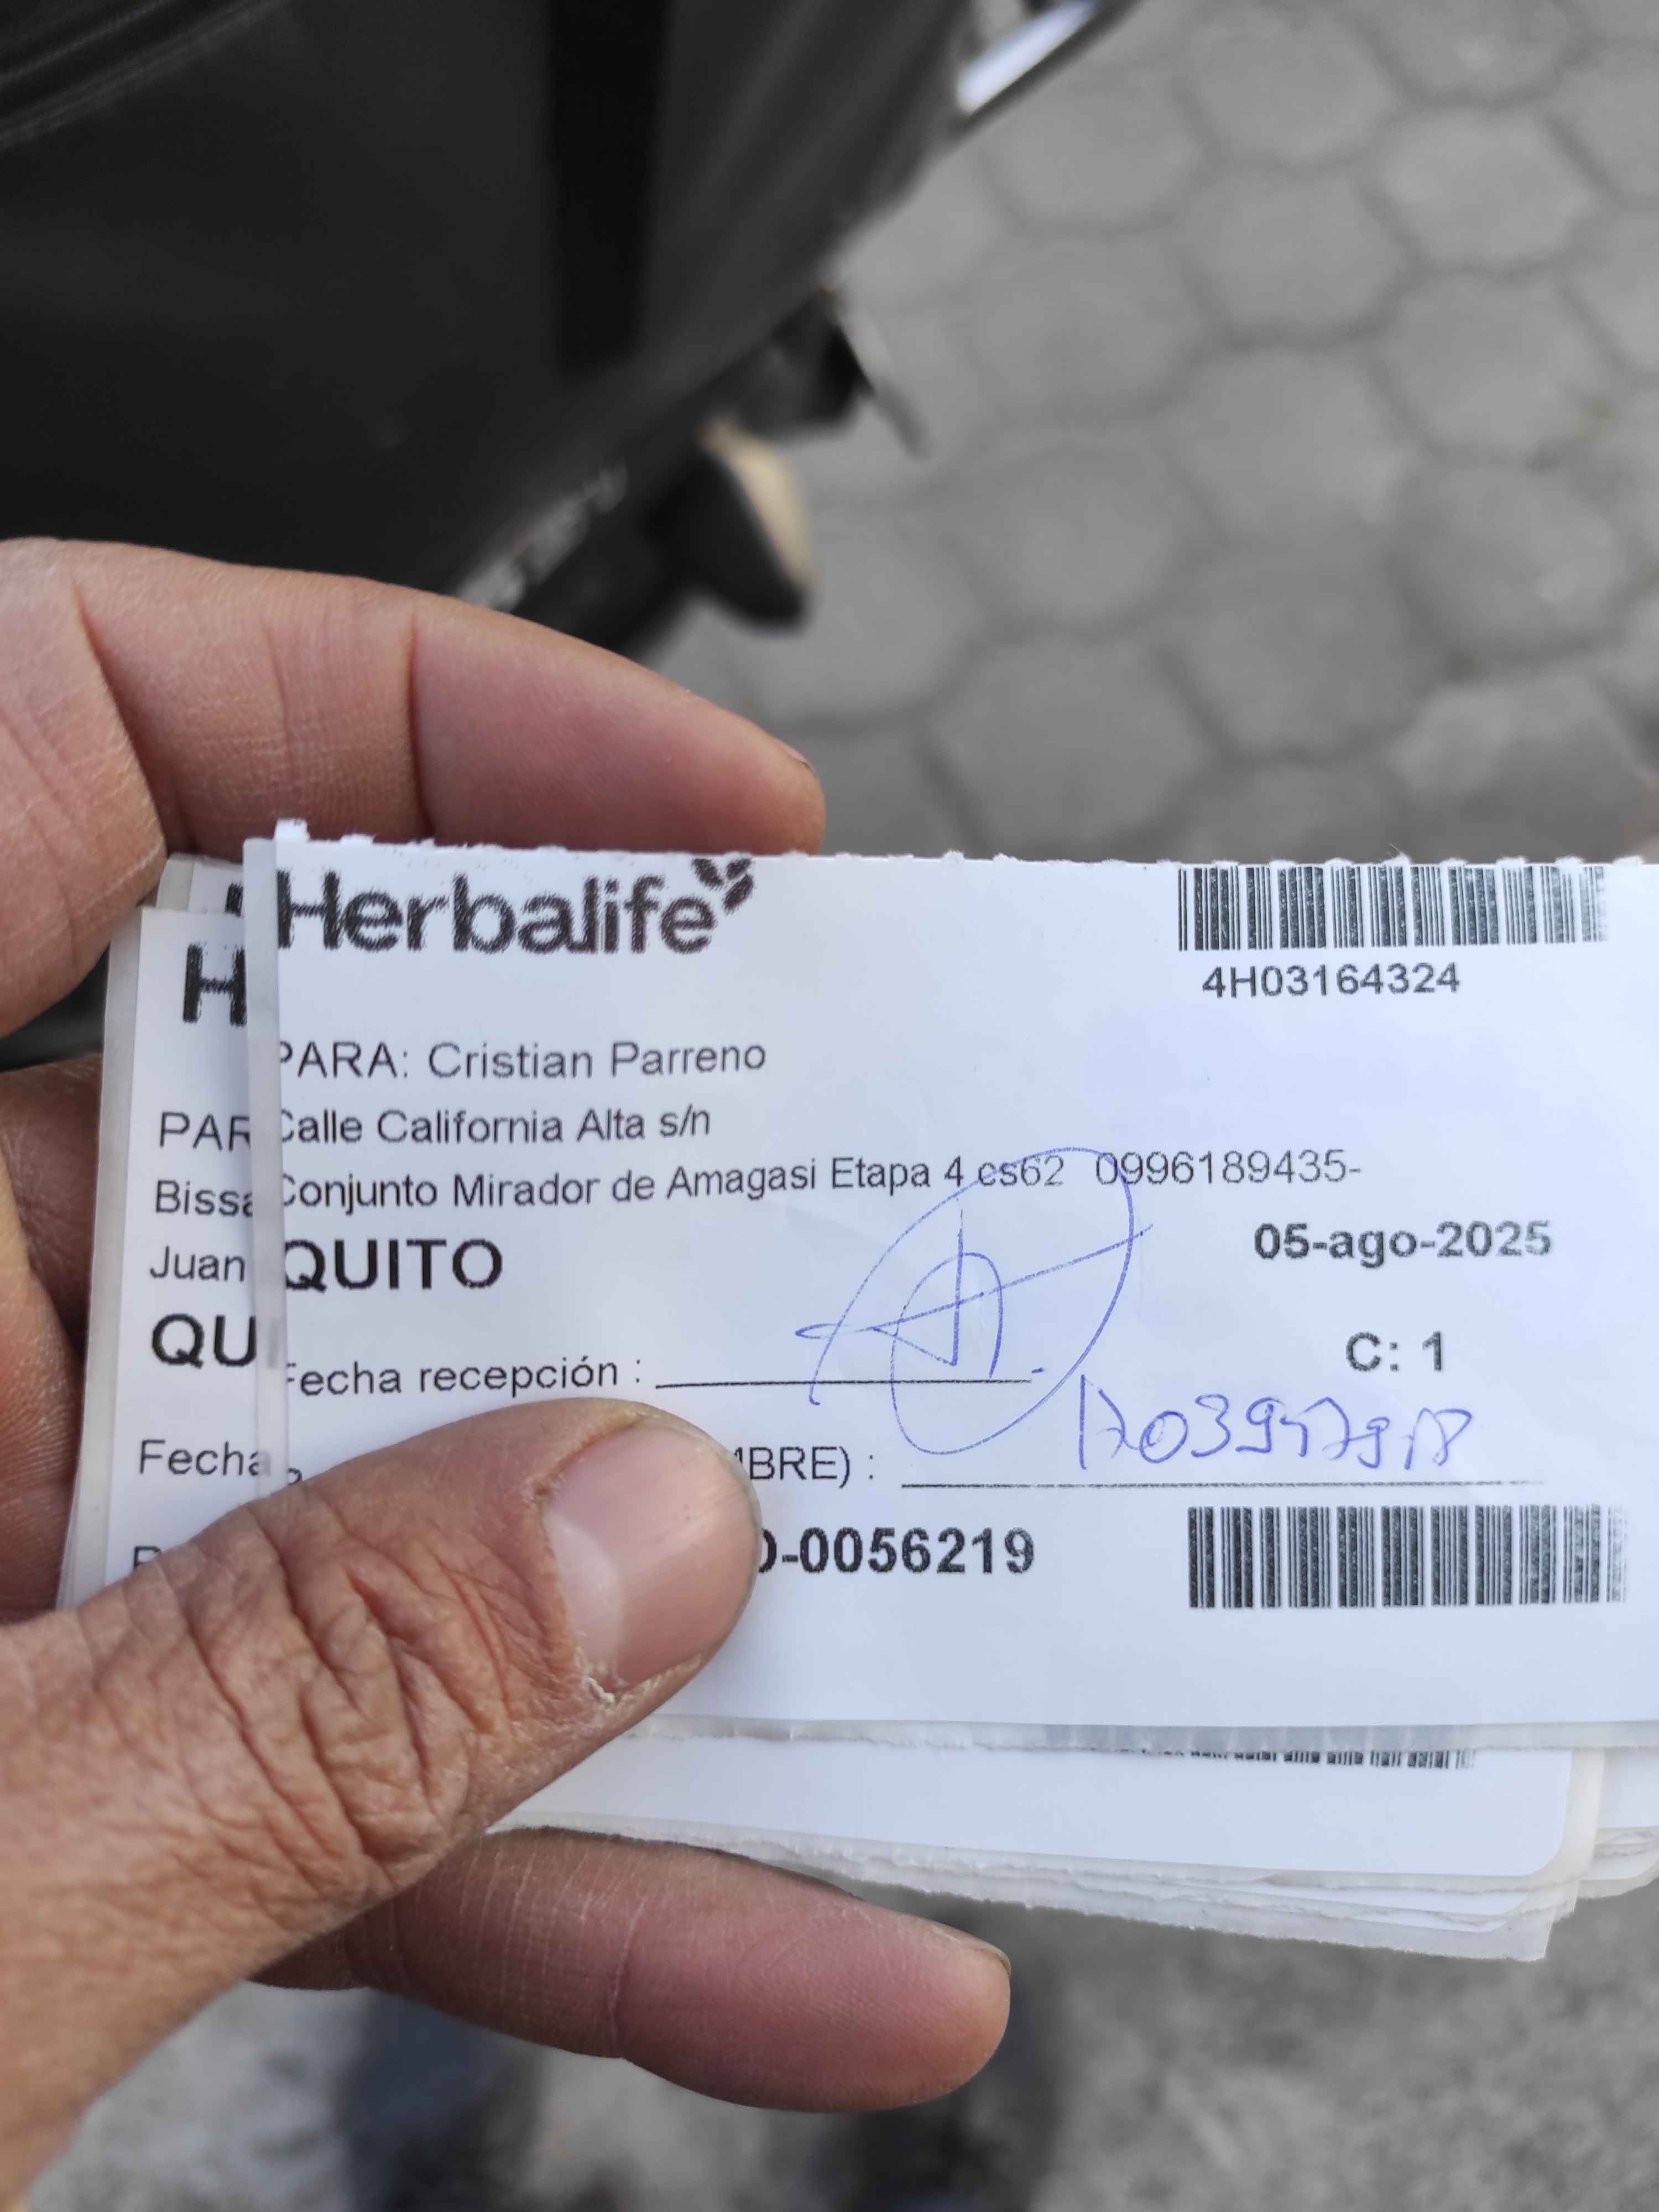 Herbalife
4H03164324
PARA: Cristian Parreno
Calle California Alta s/n
Conjunto Mirador de Amagasi Etapa 4 cs62 0996189435-
QUITO
05-ago-2025
Fecha recepción :
C: 1
MBRE) :
-0056219
H
PAR
Bissa
Juan
QU
Fecha